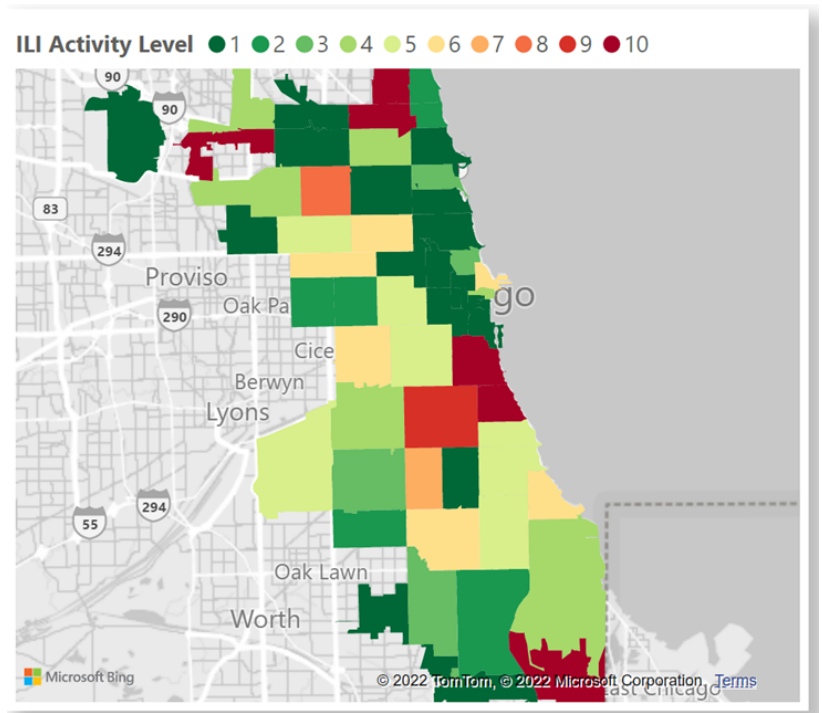 ILI Activity Level 1 2 3 4 5 6 7 8 9 10
90
90
83
294
Proviso
go
Oak Pa
290
Cice
Berwyn
Lyons
294
55
Oak Lawn
Worth
Microsoft Bing
© 2022 TomTom, © 2022 Microsoft Corporation, Terms
ast Chicago